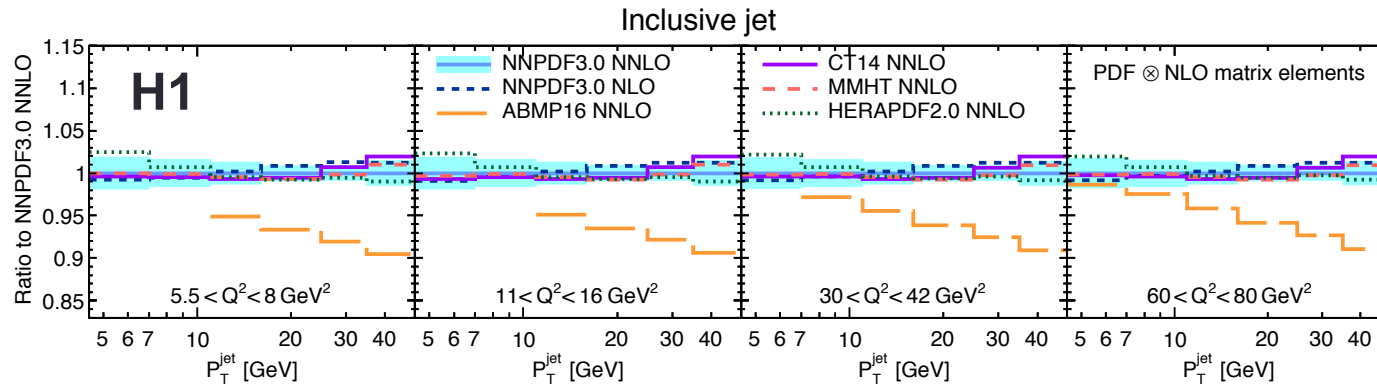 Inclusive jet
Ratio to NNPDF3.0 NNLO
1.15
1.1
1.05
1
0.95
0.9
0.85
H1
NNPDF3.0 NNLO
NNPDF3.0 NLO
ABMP16 NNLO
CT14 NNLO
MMHT NNLO
HERAPDF2.0 NNLO
PDF ⊗ NLO matrix elements
5.5 < Q² < 8 GeV²
11 < Q² < 16 GeV²
30 < Q² < 42 GeV²
60 < Q² < 80 GeV²
5 6 7 10 20 30 40
5 6 7 10 20 30 40
5 6 7 10 20 30 40
5 6 7 10 20 30 40
P_T^jet [GeV]
P_T^jet [GeV]
P_T^jet [GeV]
P_T^jet [GeV]